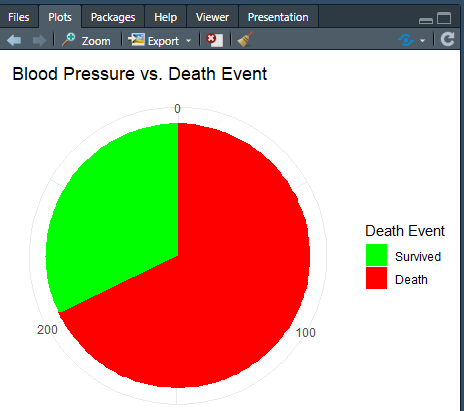 Files Plots Packages Help Viewer Presentation
Zoom Export
Blood Pressure vs. Death Event
0
Death Event
Survived
Death
200
100